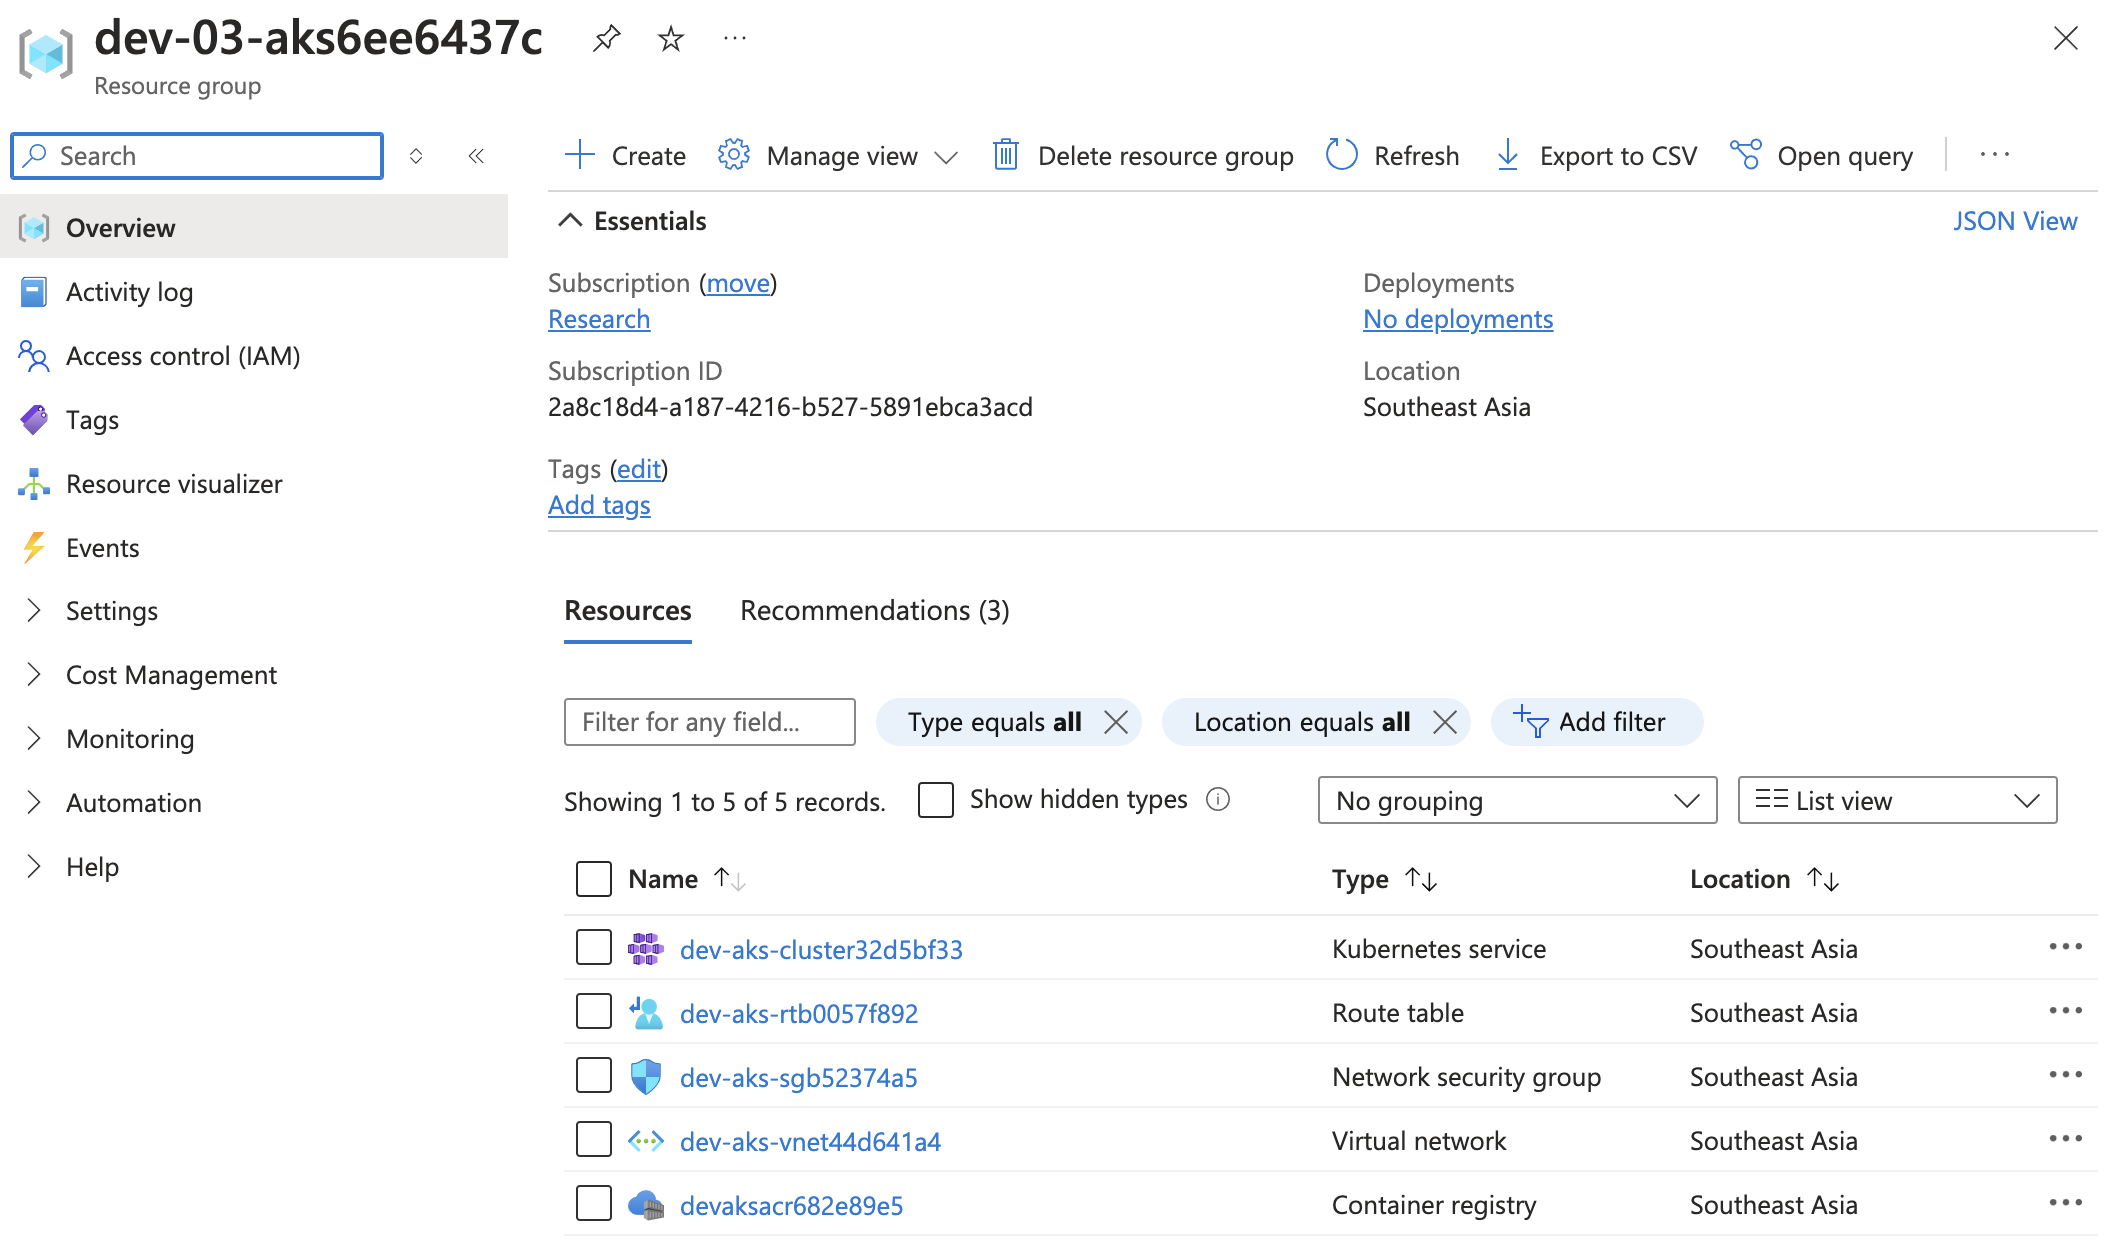 dev-03-aks6ee6437c
Resource group
Search
Overview
Activity log
Access control (IAM)
Tags
Resource visualizer
Events
Settings
Cost Management
Monitoring
Automation
Help
Create
Manage view
Delete resource group
Refresh
Export to CSV
Open query
Essentials
JSON View
Subscription (move)
Research
Deployments
No deployments
Subscription ID
2a8c18d4-a187-4216-b527-5891ebca3acd
Location
Southeast Asia
Tags (edit)
Add tags
Resources
Recommendations (3)
Filter for any field...
Type equals all
Location equals all
Add filter
Showing 1 to 5 of 5 records.
Show hidden types
No grouping
List view
Name Type Location
dev-aks-cluster32d5bf33 Kubernetes service Southeast Asia
dev-aks-rtb0057f892 Route table Southeast Asia
dev-aks-sgb52374a5 Network security group Southeast Asia
dev-aks-vnet44d641a4 Virtual network Southeast Asia
devaksacr682e89e5 Container registry Southeast Asia